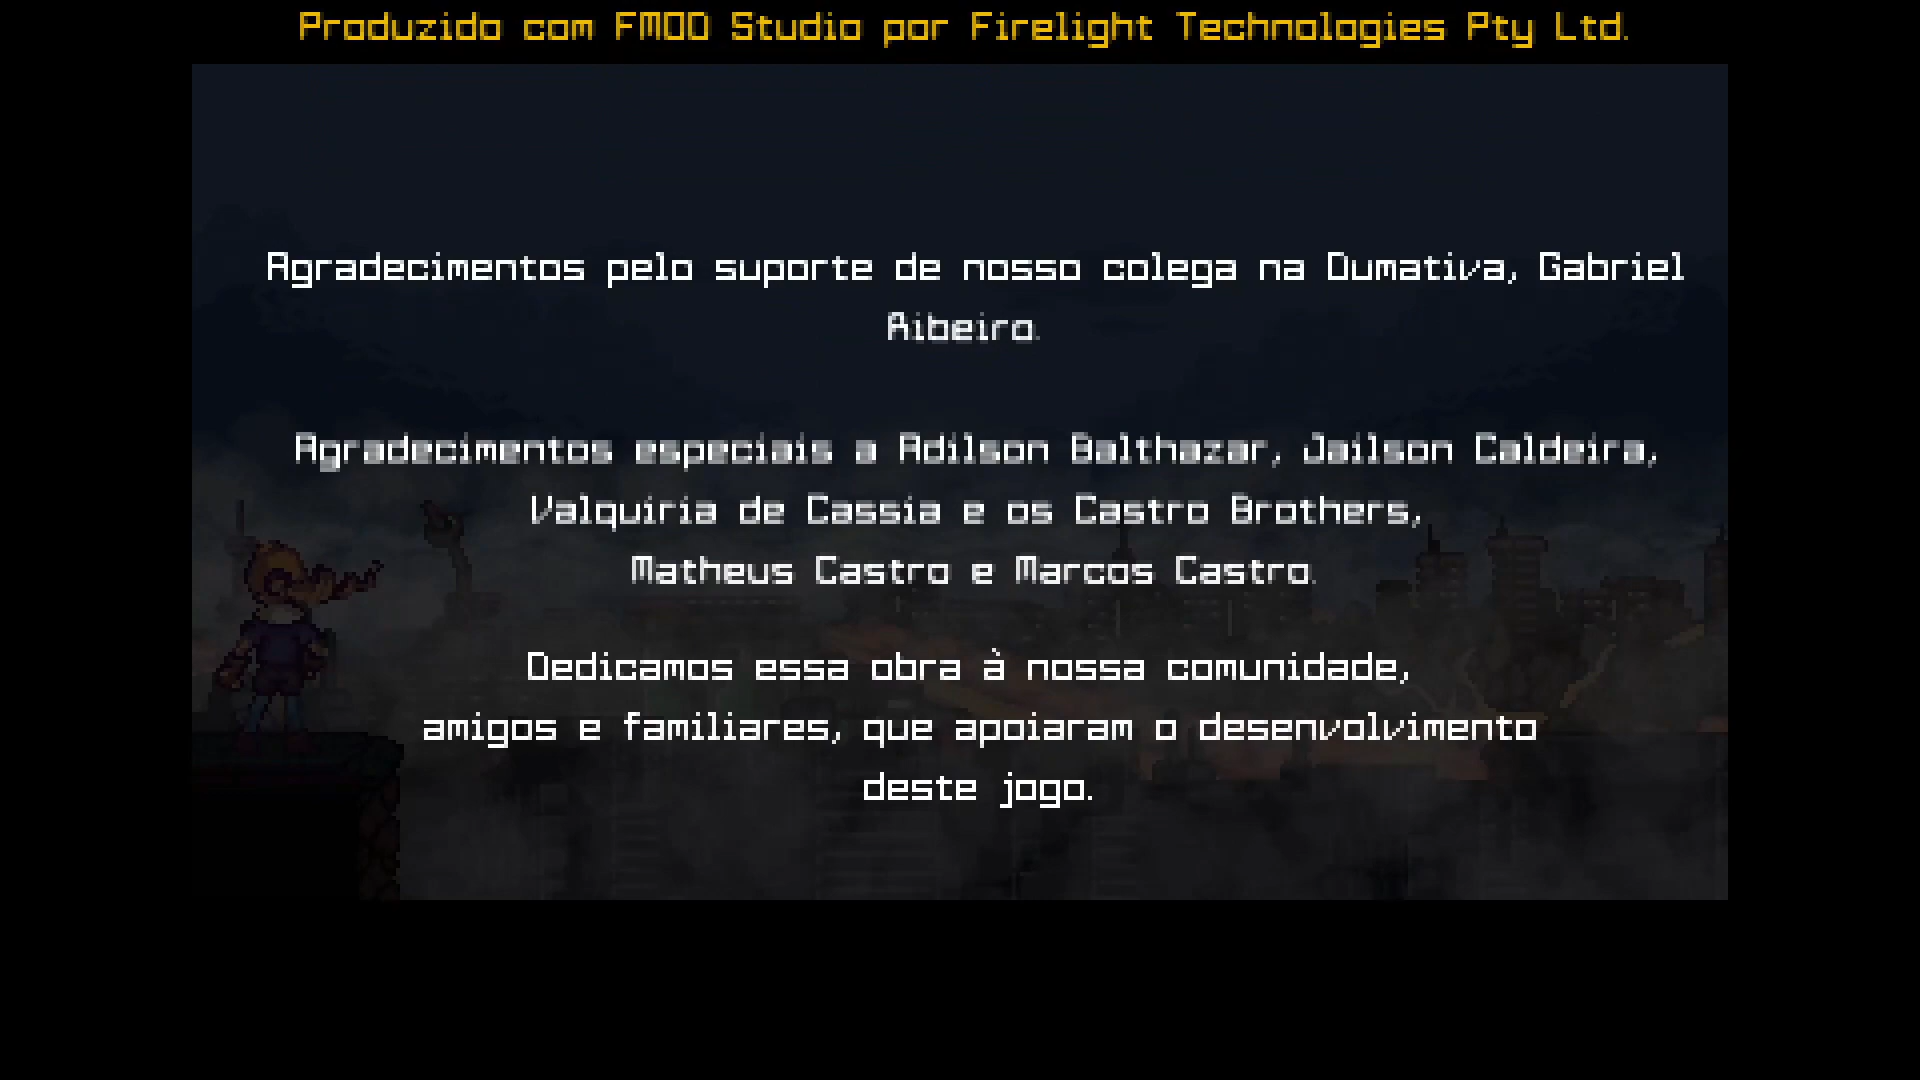 Produzido com FMOD Studio por Firelight Technologies Pty Ltd.
Agradecimentos pelo suporte de nosso colega na Dumativa, Gabriel
Ribeiro.
Agradecimentos especiais a Adilson Balthazar, Jailson Caldeira,
Valquíria de Cassia e os Castro Brothers,
Matheus Castro e Marcos Castro.
Dedicamos essa obra à nossa comunidade,
amigos e familiares, que apoiaram o desenvolvimento
deste jogo.